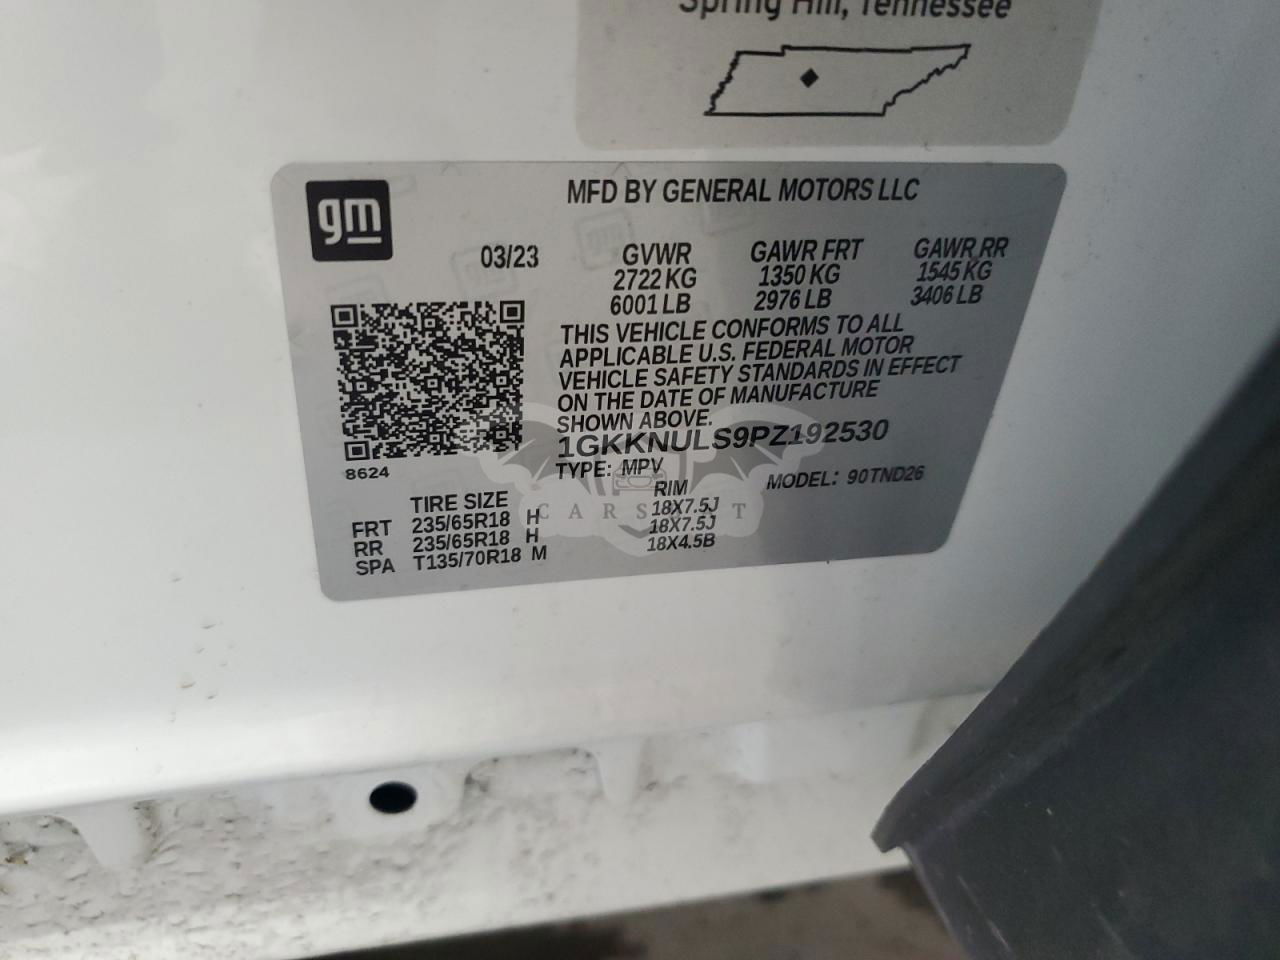 Spring Hill, Tennessee
gm
MFD BY GENERAL MOTORS LLC
03/23 GVWR GAWR FRT GAWR RR
2722 KG 1350 KG 1545 KG
6001 LB 2976 LB 3406 LB
THIS VEHICLE CONFORMS TO ALL
APPLICABLE U.S. FEDERAL MOTOR
VEHICLE SAFETY STANDARDS IN EFFECT
ON THE DATE OF MANUFACTURE
SHOWN ABOVE.
1GKKNULS9PZ192530
8624
TYPE: MPV MODEL: 90TND26
TIRE SIZE RIM
FRT 235/65R18 H 18X7.5J
RR 235/65R18 H 18X7.5J
SPA T135/70R18 M 18X4.5B